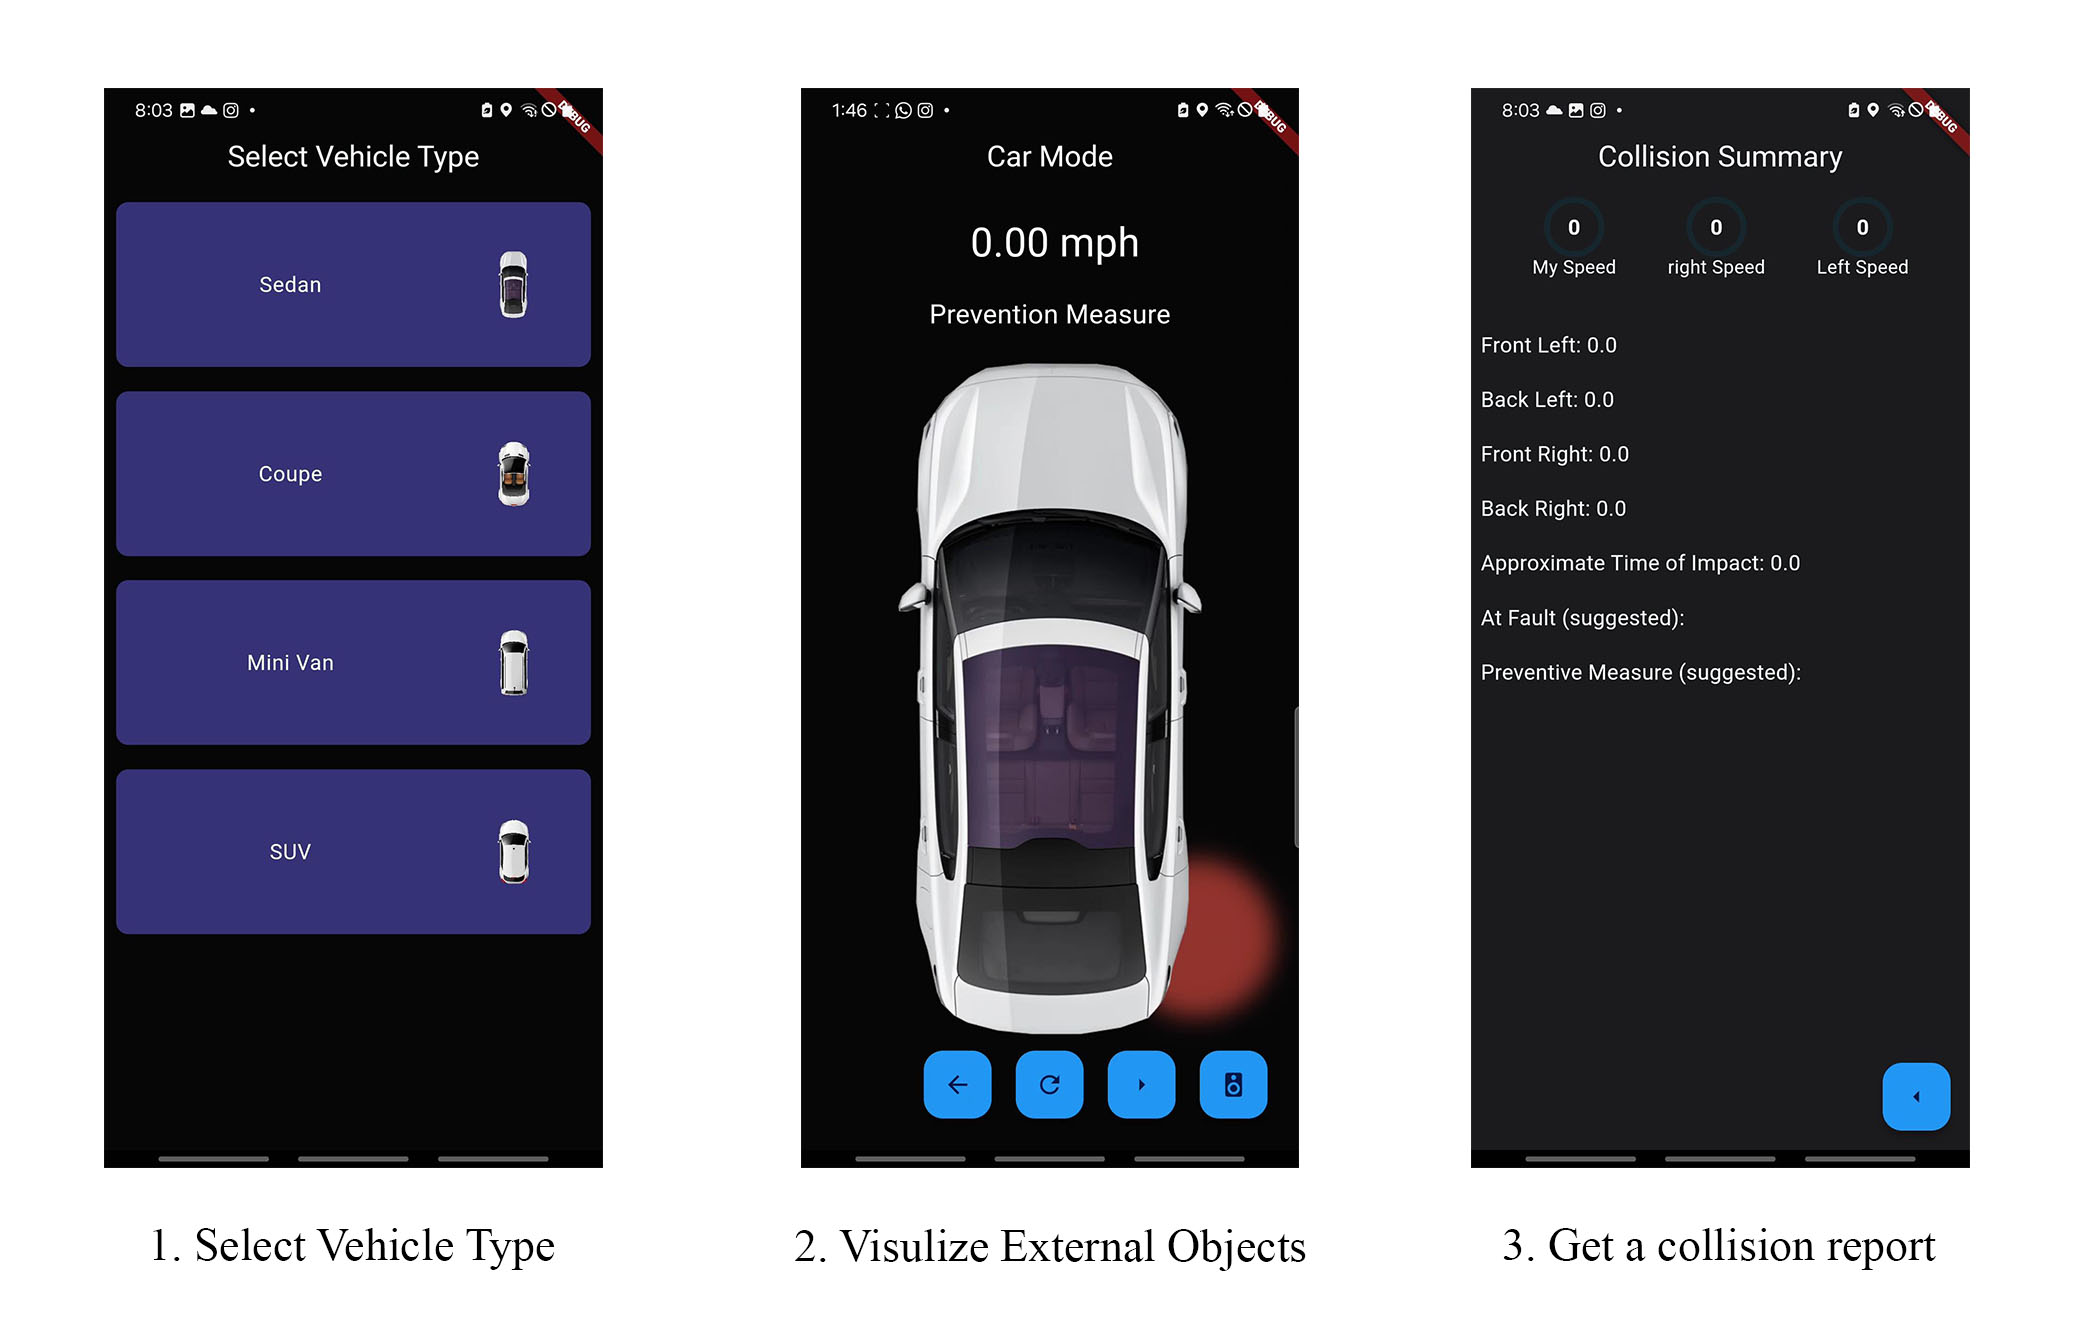 8:03
DEBUG
Select Vehicle Type
Sedan
Coupe
Mini Van
SUV
1. Select Vehicle Type
1:46
DEBUG
Car Mode
0.00 mph
Prevention Measure
2. Visulize External Objects
8:03
DEBUG
Collision Summary
0 0 0
My Speed right Speed Left Speed
Front Left: 0.0
Back Left: 0.0
Front Right: 0.0
Back Right: 0.0
Approximate Time of Impact: 0.0
At Fault (suggested):
Preventive Measure (suggested):
3. Get a collision report